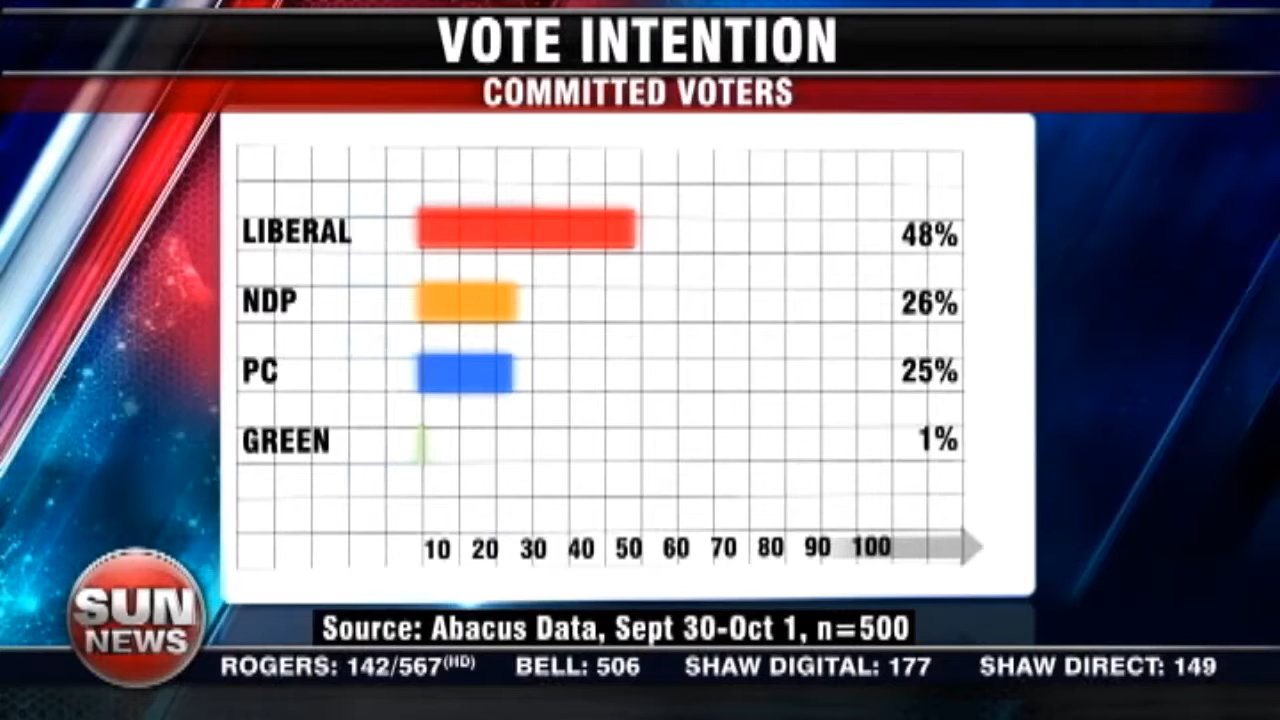 VOTE INTENTION
COMMITTED VOTERS
LIBERAL 48%
NDP 26%
PC 25%
GREEN 1%
10 20 30 40 50 60 70 80 90 100
SUN
NEWS
Source: Abacus Data, Sept 30-Oct 1, n=500
ROGERS: 142/567(HD) BELL: 506 SHAW DIGITAL: 177 SHAW DIRECT: 149